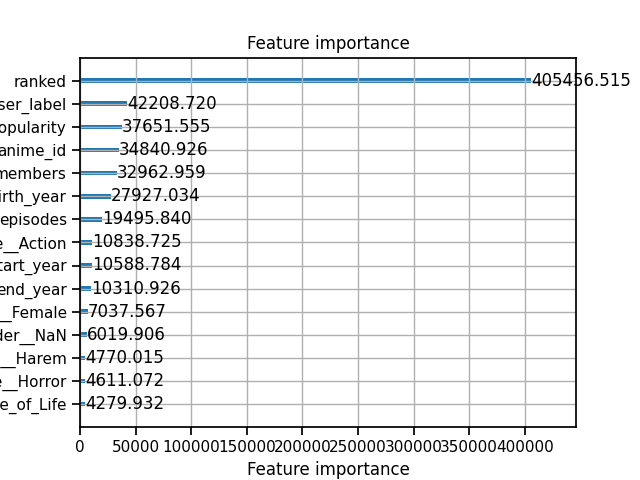 Feature importance
ranked 405456.515
ser_label 42208.720
opularity 37651.555
anime_id 34840.926
members 32962.959
irth_year 27927.034
episodes 19495.840
e__Action 10838.725
tart_year 10588.784
end_year 10310.926
__Female 7037.567
der__NaN 6019.906
__Harem 4770.015
e__Horror 4611.072
e_of_Life 4279.932
0 50000 100000 150000 200000 250000 300000 350000 400000
Feature importance